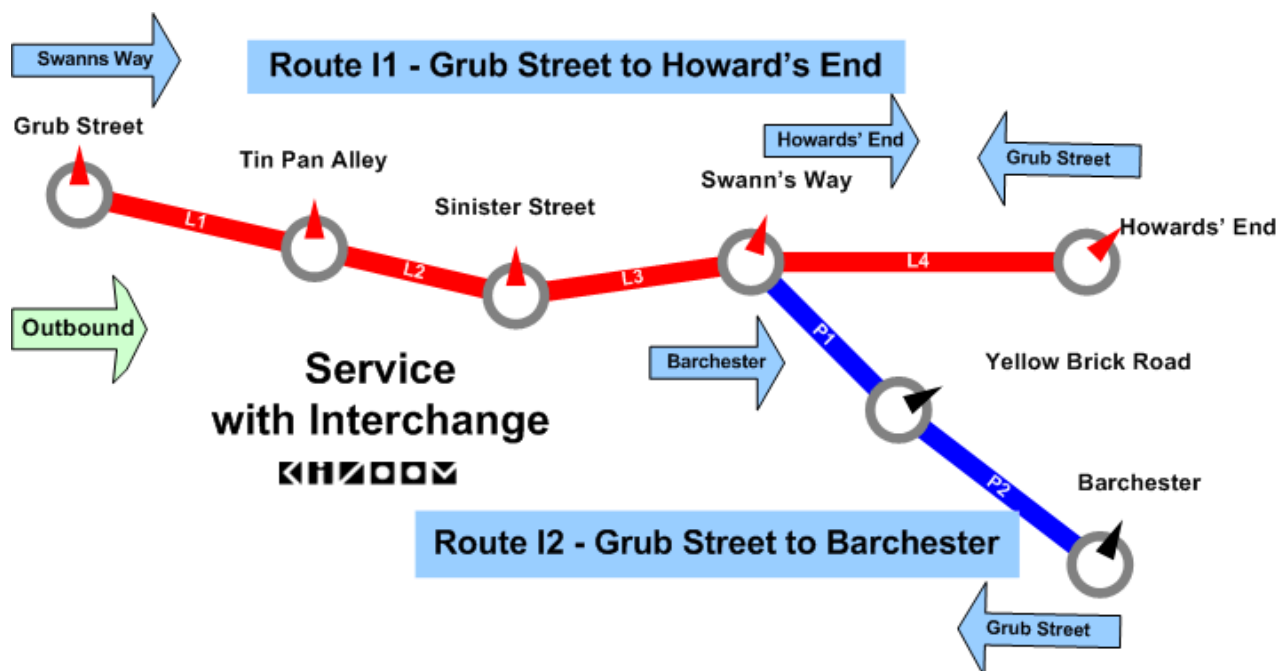 Swanns Way
Route I1 - Grub Street to Howard's End
Grub Street
Tin Pan Alley
Howards' End
Grub Street
Sinister Street
Swann's Way
Howards' End
L1
L2
L3
L4
Outbound
Service
with Interchange
KIZOOM
Barchester
P1
Yellow Brick Road
P2
Barchester
Route I2 - Grub Street to Barchester
Grub Street